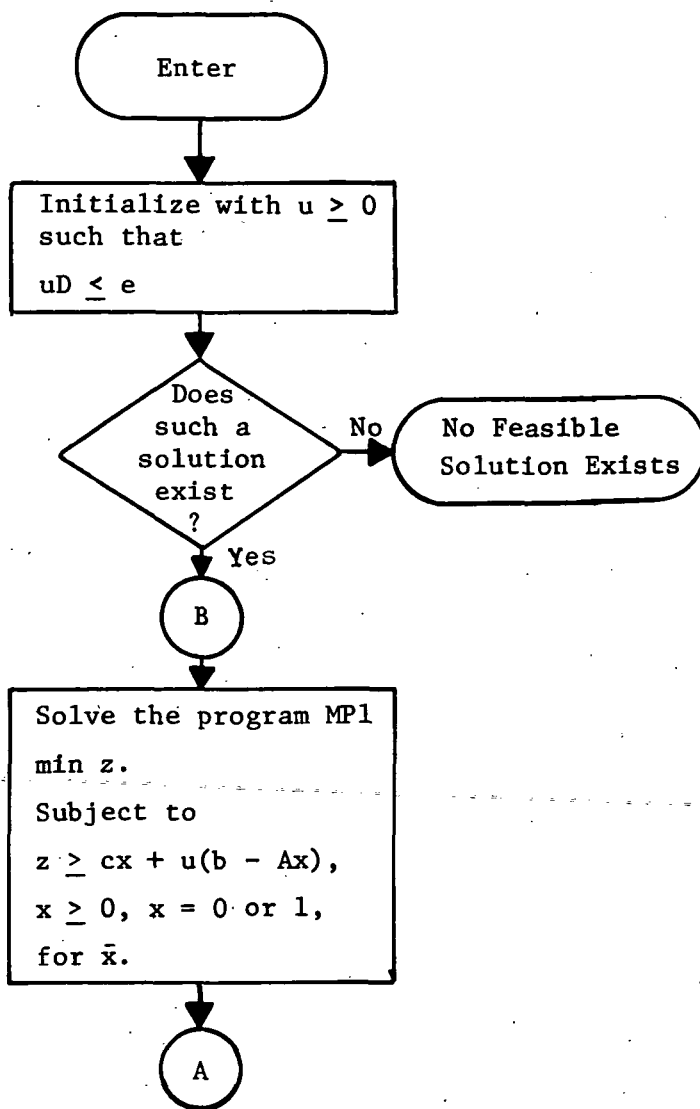 Enter
Initialize with u ≥ 0
such that
uD ≤ e
Does
such a
solution
exist
?
No
No Feasible
Solution Exists
Yes
B
Solve the program MP1
min z.
Subject to
z ≥ cx + u(b - Ax),
x ≥ 0, x = 0 or 1,
for x̄.
A